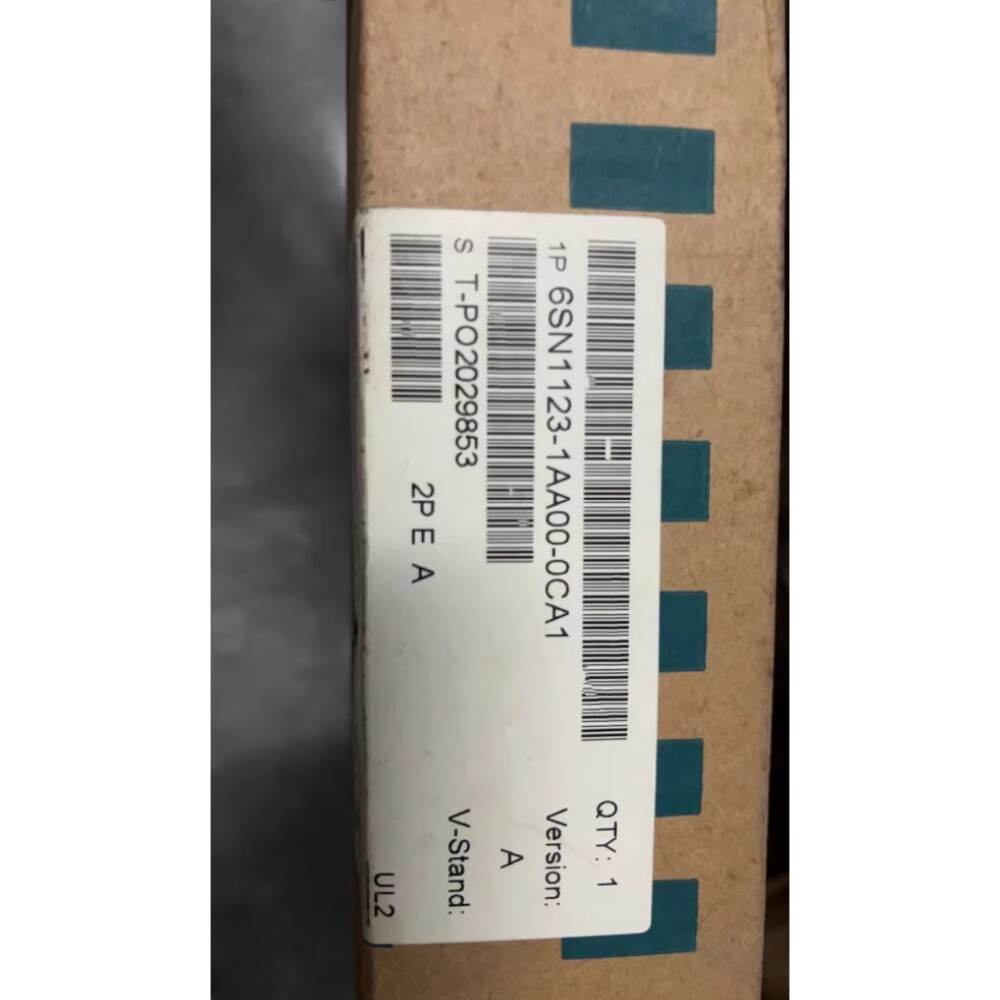 QTY: 1
1P 6SN1123-1AA00-0CA1
Version:
A
S T-PO2029853
V-Stand:
2P E A
UL2